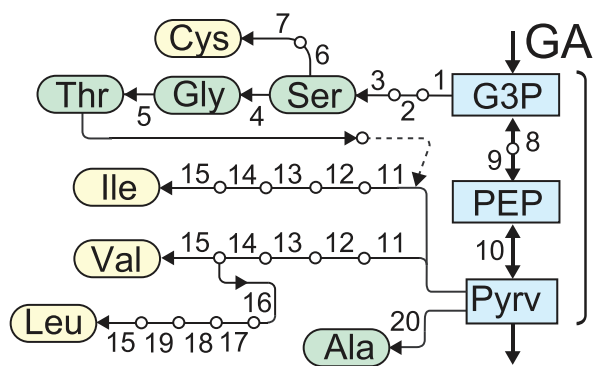 7
Cys
GA
6
Thr
Gly
Ser
3
1
G3P
5
4
2
8
9
15 14 13 12 11
Ile
PEP
15 14 13 12 11
Val
10
16
Pyrv
Leu
15 19 18 17
20
Ala